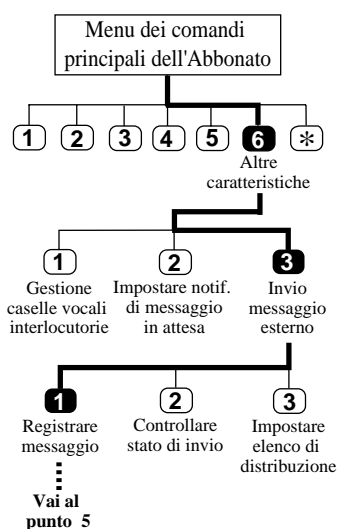 Menu dei comandi
principali dell'Abbonato
1 2 3 4 5 6 *
Altre
caratteristiche
1 2 3
Gestione
caselle vocali
interlocutorie
Impostare notif.
di messaggio
in attesa
Invio
messaggio
esterno
1 2 3
Registrare
messaggio
Controllare
stato di invio
Impostare
elenco di
distribuzione
Vai al
punto 5